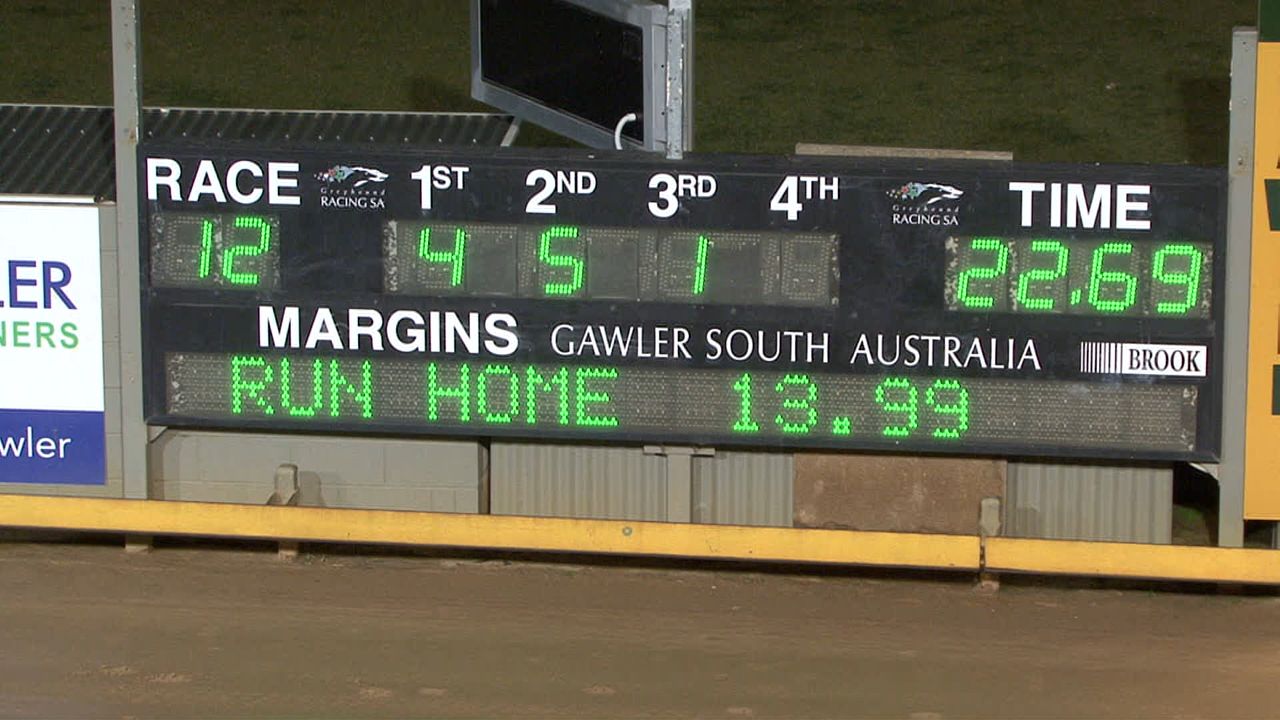 RACE
Greyhound
RACING SA
1ST 2ND 3RD 4TH
Greyhound
RACING SA
TIME
12 4 5 1 22.69
MARGINS GAWLER SOUTH AUSTRALIA BROOK
RUN HOME 13.99
LER
NERS
wler